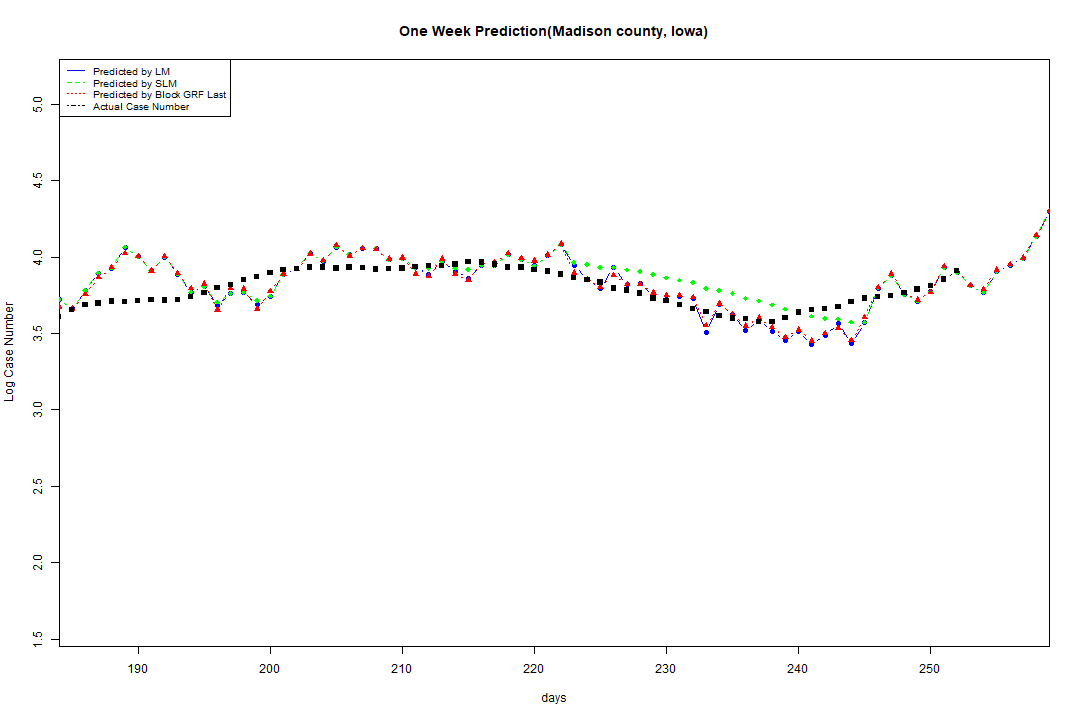 One Week Prediction(Madison county, Iowa)
Predicted by LM
Predicted by SLM
Predicted by Block GRF Last
Actual Case Number
5.0
4.5
4.0
3.5
3.0
2.5
2.0
1.5
Log Case Number
190 200 210 220 230 240 250
days